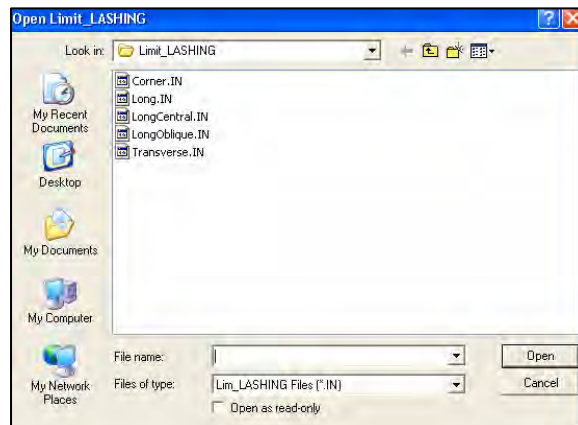 Open Limit_LASHING
Look in: Limit_LASHING
Corner.IN
Long.IN
LongCentral.IN
LongOblique.IN
Transverse.IN
My Recent
Documents
Desktop
My Documents
My Computer
My Network
Places
File name:
Open
Files of type: Lim_LASHING Files (*.IN)
Cancel
Open as read-only